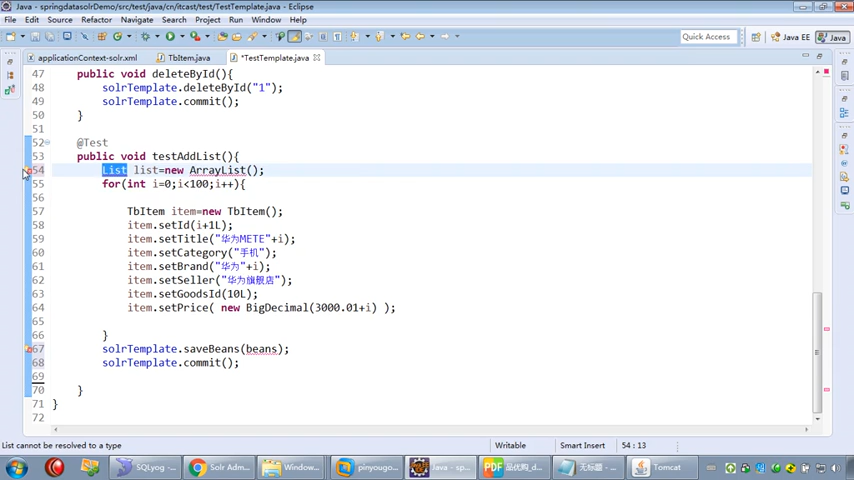 Java - springdatasolrDemo/src/test/java/cn/itcast/test/TestTemplate.java - Eclipse
File Edit Source Refactor Navigate Search Project Run Window Help
Quick Access Java EE Java
applicationContext-solr.xml TbItem.java *TestTemplate.java
47 public void deleteById(){
48 solrTemplate.deleteById("1");
49 solrTemplate.commit();
50 }
51
52 @Test
53 public void testAddList(){
54 List list=new ArrayList();
55 for(int i=0;i<100;i++){
56
57 TbItem item=new TbItem();
58 item.setId(i+1L);
59 item.setTitle("华为METE"+i);
60 item.setCategory("手机");
61 item.setBrand("华为"+i);
62 item.setSeller("华为旗舰店");
63 item.setGoodsId(10L);
64 item.setPrice( new BigDecimal(3000.01+i) );
65
66 }
67 solrTemplate.saveBeans(beans);
68 solrTemplate.commit();
69
70 }
71 }
72
List cannot be resolved to a type Writable Smart Insert 54 : 13
SQLyog ... Solr Adm... Window... pinyougo... Java - sp... 品优购_d... 无标题 - ... Tomcat